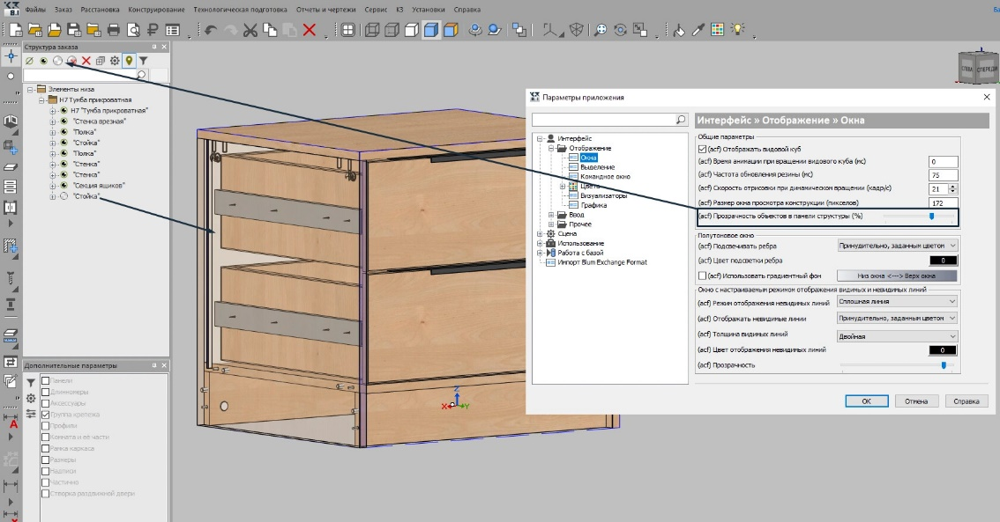 Файлы Заказ Расстановка Конструирование Технологическая подготовка Отчеты и чертежи Сервис К3 Установки Справка
Структура заказа
Элементы низа
Н7 Тумба прикроватная
Н7 "Тумба прикроватная"
"Стенка врезная"
"Полка"
"Стойка"
"Полка"
"Стенка"
"Стенка"
"Секция ящиков"
"Стойка"
Дополнительные параметры
Панели
Длинномеры
Аксессуары
Группа крепежа
Профили
Комната и её части
Рамка каркаса
Размеры
Надписи
Частично
Створка раздвижной двери
Z
X
Y
СЛЕВА
СПЕРЕДИ
Параметры приложения
Интерфейс
Отображение
Окна
Выделение
Командное окно
Цвета
Визуализаторы
Графика
Ввод
Прочее
Сцена
Использование
Работа с базой
Импорт Blum Exchange Format
Интерфейс » Отображение » Окна
Общие параметры
(acf) Отображать видовой куб
(acf) Время анимации при вращении видового куба (мс) 0
(acf) Частота обновления резины (мс) 75
(acf) Скорость отрисовки при динамическом вращении (кадр/с) 21
(acf) Размер окна просмотра конструкции (пикселов) 172
(acf) Прозрачность объектов в панели структуры (%)
Полутоновое окно
(acf) Подсвечивать ребра Принудительно, заданным цветом
(acf) Цвет подсветки ребра 0
(acf) Использовать градиентный фон Низ окна <---> Верх окна
Окно с настраиваемым режимом отображения видимых и невидимых линий
(acf) Режим отображения невидимых линий Сплошная линия
(acf) Отображать невидимые линии Принудительно, заданным цветом
(acf) Толщина видимых линий Двойная
(acf) Цвет отображения невидимых линий 0
(acf) Прозрачность
ОК Отмена Справка